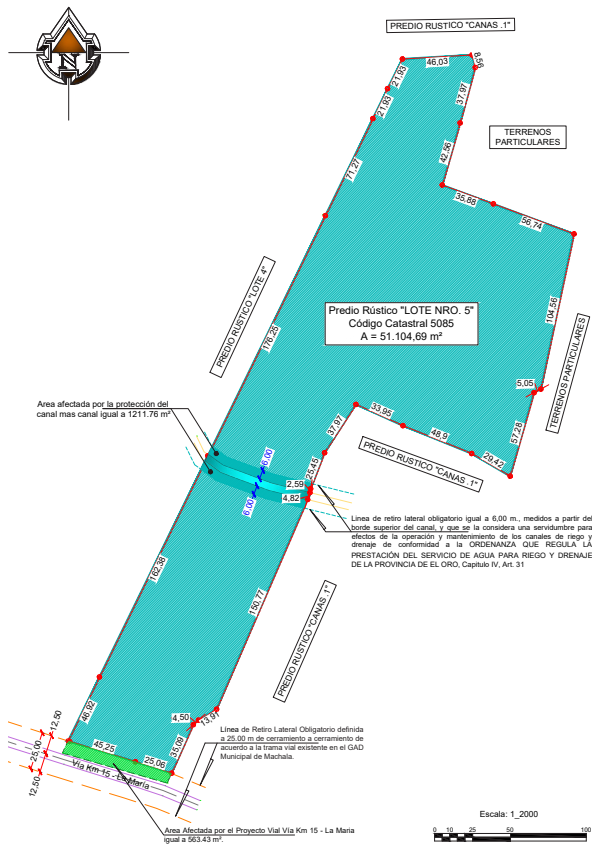 PREDIO RUSTICO "CANAS .1"
N
46,03
8,56
21,93
21,93
37,97
TERRENOS
PARTICULARES
42,56
71,27
35,88
56,74
PREDIO RUSTICO "LOTE 4"
176,25
Predio Rústico "LOTE NRO. 5"
Código Catastral 5085
A = 51.104,69 m²
104,56
TERRENOS PARTICULARES
5,05
Area afectada por la protección del
canal mas canal igual a 1211.76 m²
33,95
37,97
48,9
29,42
57,28
PREDIO RUSTICO "CANAS .1"
6,00
25,45
2,59
4,82
6,00
Línea de retiro lateral obligatorio igual a 6,00 m., medidos a partir del
borde superior del canal, y que se la considera una servidumbre para
efectos de la operación y mantenimiento de los canales de riego y
drenaje de conformidad a la ORDENANZA QUE REGULA LA
PRESTACIÓN DEL SERVICIO DE AGUA PARA RIEGO Y DRENAJE
DE LA PROVINCIA DE EL ORO, Capítulo IV, Art. 31
162,38
150,77
PREDIO RUSTICO "CANAS .1"
46,92
4,50
13,91
12,50
25,00
12,50
45,25
25,06
35,09
Vía Km 15 - La Maria
Línea de Retiro Lateral Obligatorio definida
a 25.00 m de cerramiento a cerramiento de
acuerdo a la trama vial existente en el GAD
Municipal de Machala.
Area Afectada por el Proyecto Vial Vía Km 15 - La Maria
igual a 563.43 m².
Escala: 1_2000
0 10 25 50 100